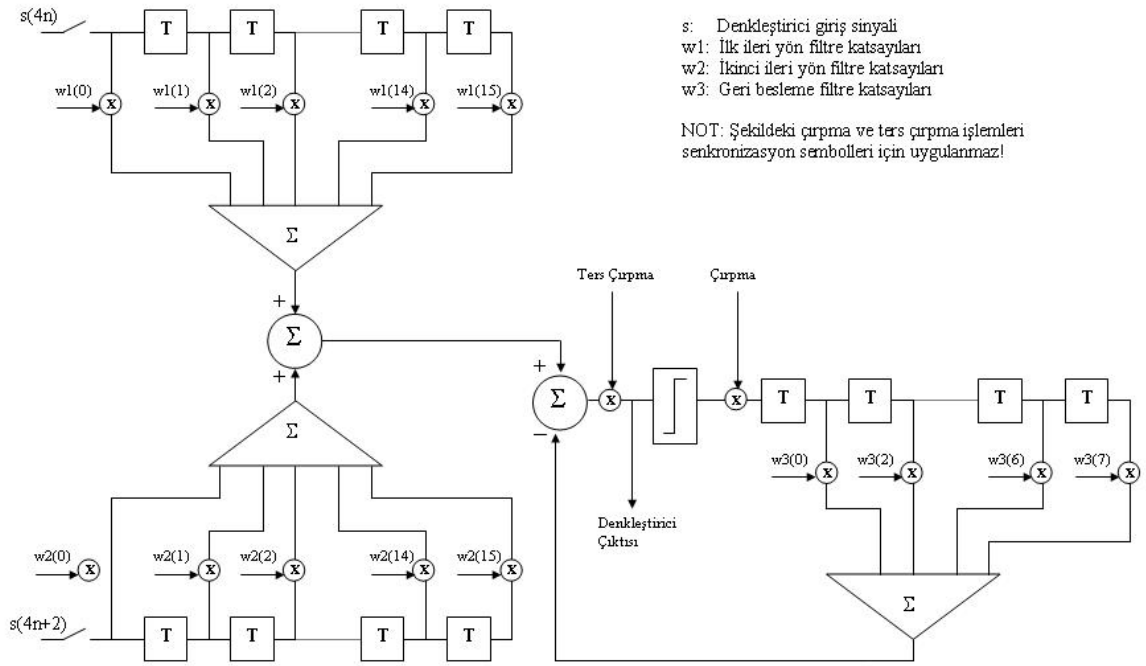 s(4n)
T T T T
w1(0) w1(1) w1(2) w1(14) w1(15)
x x x x x
Σ
s: Denkleştirici giriş sinyali
w1: İlk ileri yön filtre katsayıları
w2: İkinci ileri yön filtre katsayıları
w3: Geri besleme filtre katsayıları
NOT: Şekildeki çırpma ve ters çırpma işlemleri
senkronizasyon sembolleri için uygulanmaz!
Ters Çırpma
Çırpma
+
Σ
+
+
Σ
−
x
x
T T T T
w3(0) w3(2) w3(6) w3(7)
x x x x
Denkleştirici
Çıktısı
Σ
Σ
w2(0) w2(1) w2(2) w2(14) w2(15)
x x x x x
s(4n+2)
T T T T